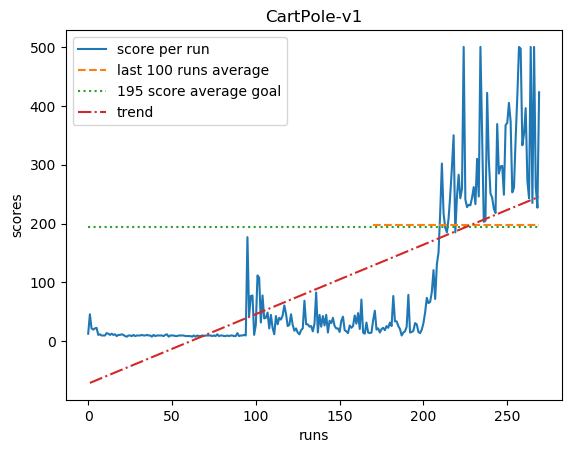 CartPole-v1
500
400
300
200
100
0
scores
score per run
last 100 runs average
195 score average goal
trend
0
50
100
150
200
250
runs